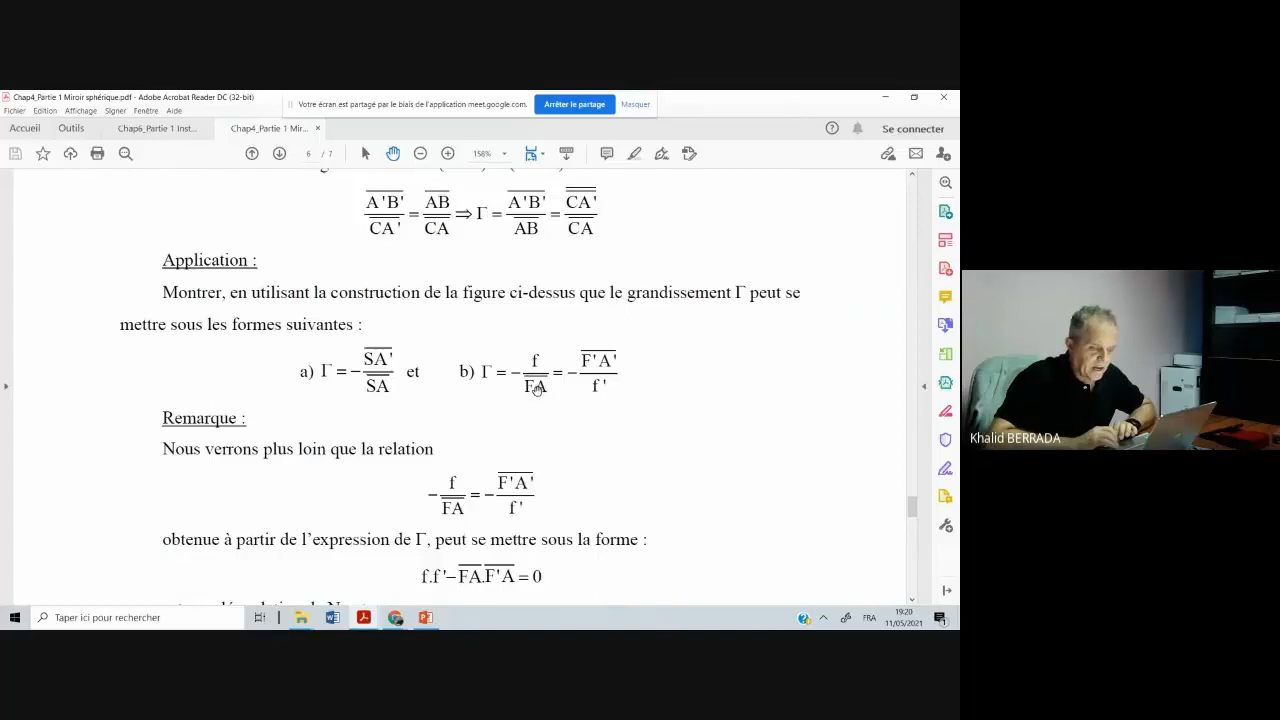 Chap4_Partie 1 Miroir sphérique.pdf - Adobe Acrobat Reader DC (32-bit)
Votre écran est partagé par le biais de l'application meet.google.com.
Arrêter le partage
Masquer
Fichier Edition Affichage Signer Fenêtre Aide
Accueil Outils Chap6_Partie 1 Inst... Chap4_Partie 1 Mir... × Se connecter
6 / 7 158%
A'B' / CA' = AB / CA ⇒ Γ = A'B' / AB = CA' / CA
Application :
Montrer, en utilisant la construction de la figure ci-dessus que le grandissement Γ peut se
mettre sous les formes suivantes :
a) Γ = − SA' / SA et b) Γ = − f / FA = − F'A' / f '
Remarque :
Nous verrons plus loin que la relation
− f / FA = − F'A' / f '
obtenue à partir de l'expression de Γ, peut se mettre sous la forme :
f.f '− FA.F'A = 0
Khalid BERRADA
Taper ici pour rechercher
FRA
19:20
11/05/2021